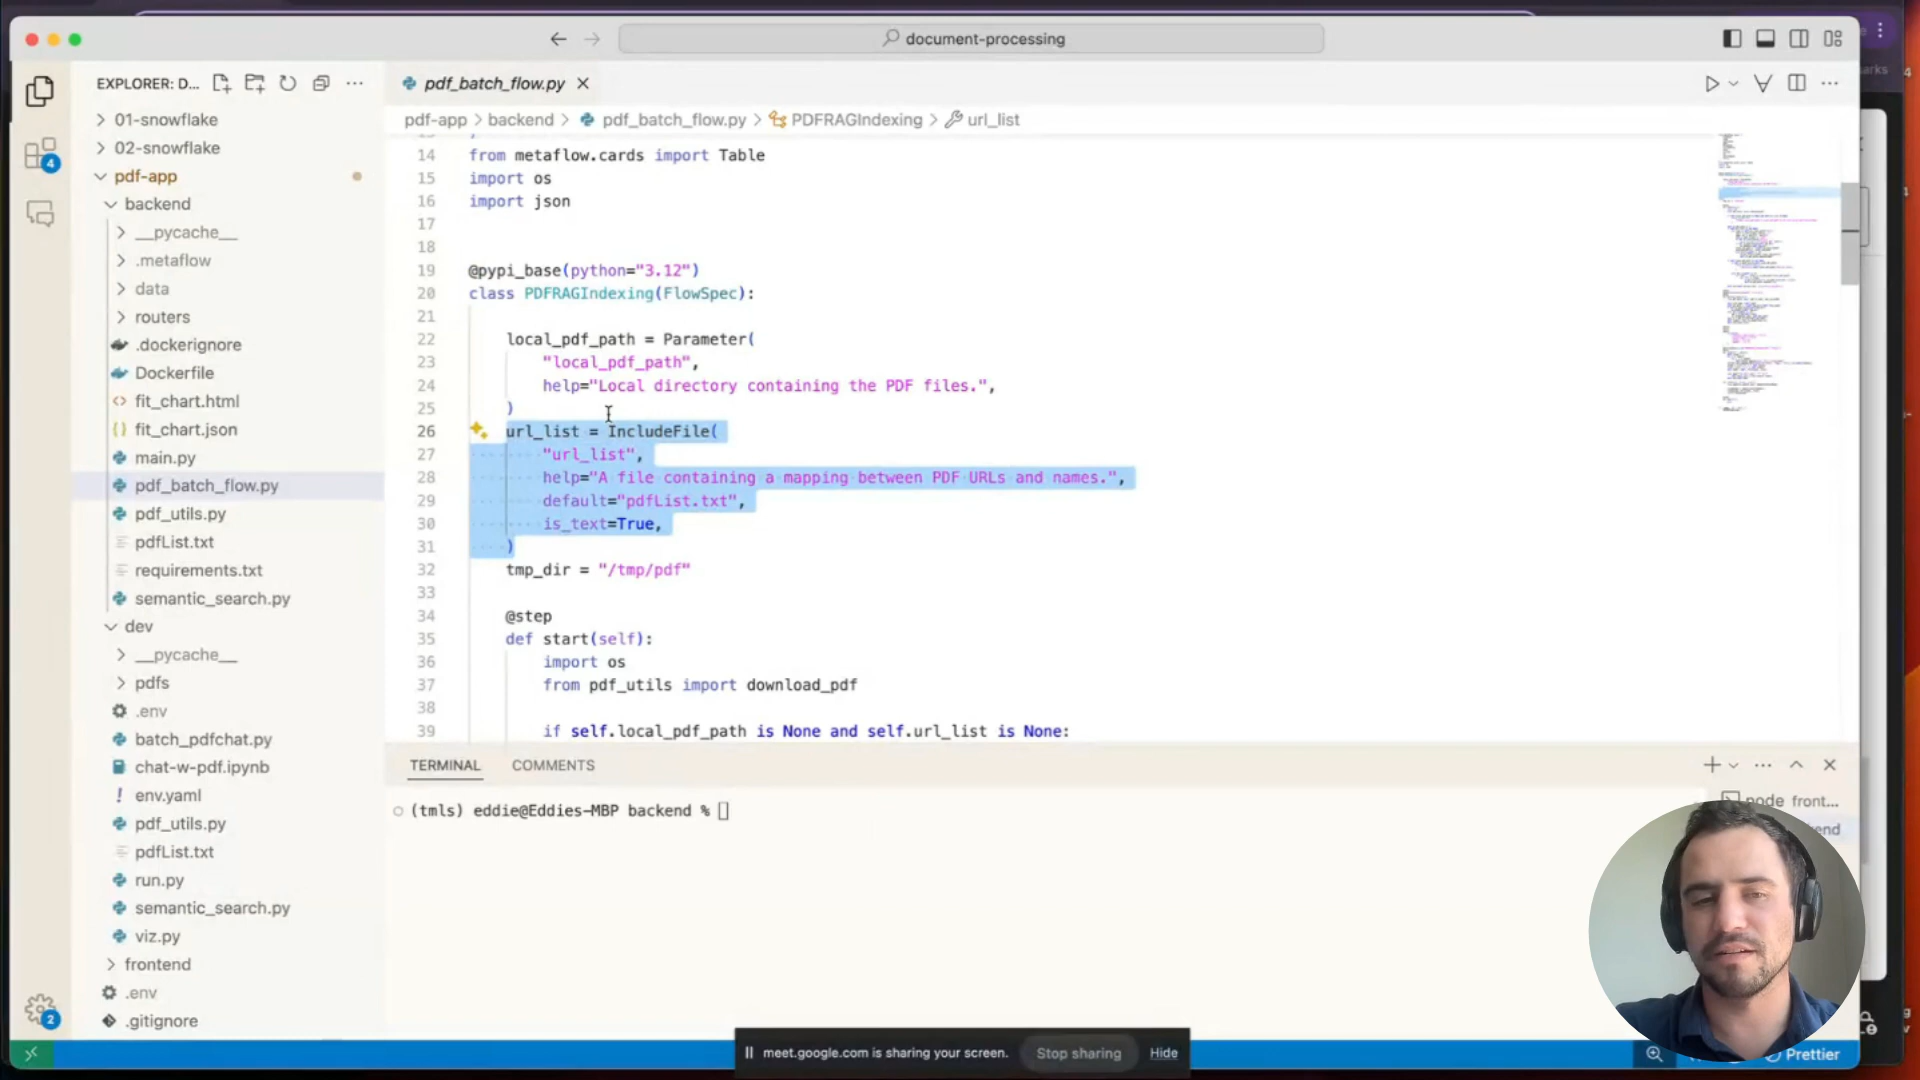 document-processing
EXPLORER: D...
01-snowflake
02-snowflake
pdf-app
backend
__pycache__
.metaflow
data
routers
.dockerignore
Dockerfile
fit_chart.html
fit_chart.json
main.py
pdf_batch_flow.py
pdf_utils.py
pdfList.txt
requirements.txt
semantic_search.py
dev
__pycache__
pdfs
.env
batch_pdfchat.py
chat-w-pdf.ipynb
env.yaml
pdf_utils.py
pdfList.txt
run.py
semantic_search.py
viz.py
frontend
.env
.gitignore
4
2
pdf_batch_flow.py
pdf-app > backend > pdf_batch_flow.py > PDFRAGIndexing > url_list
14 from metaflow.cards import Table
15 import os
16 import json
17
18
19 @pypi_base(python="3.12")
20 class PDFRAGIndexing(FlowSpec):
21
22 local_pdf_path = Parameter(
23 "local_pdf_path",
24 help="Local directory containing the PDF files.",
25 )
26 url_list = IncludeFile(
27 "url_list",
28 help="A file containing a mapping between PDF URLs and names.",
29 default="pdfList.txt",
30 is_text=True,
31 )
32 tmp_dir = "/tmp/pdf"
33
34 @step
35 def start(self):
36 import os
37 from pdf_utils import download_pdf
38
39 if self.local_pdf_path is None and self.url_list is None:
TERMINAL COMMENTS
(tmls) eddie@Eddies-MBP backend %
node front...
meet.google.com is sharing your screen. Stop sharing Hide
Prettier